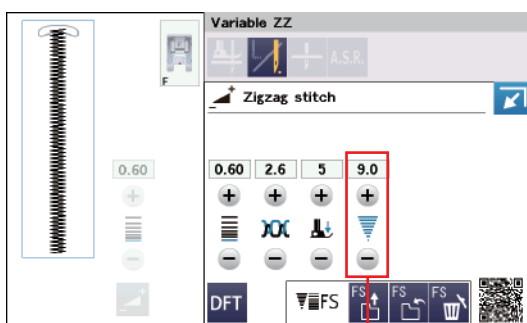 Variable ZZ
A.S.R.
F
Zigzag stitch
0.60
0.60 2.6 5 9.0
DFT
FS
FS FS FS